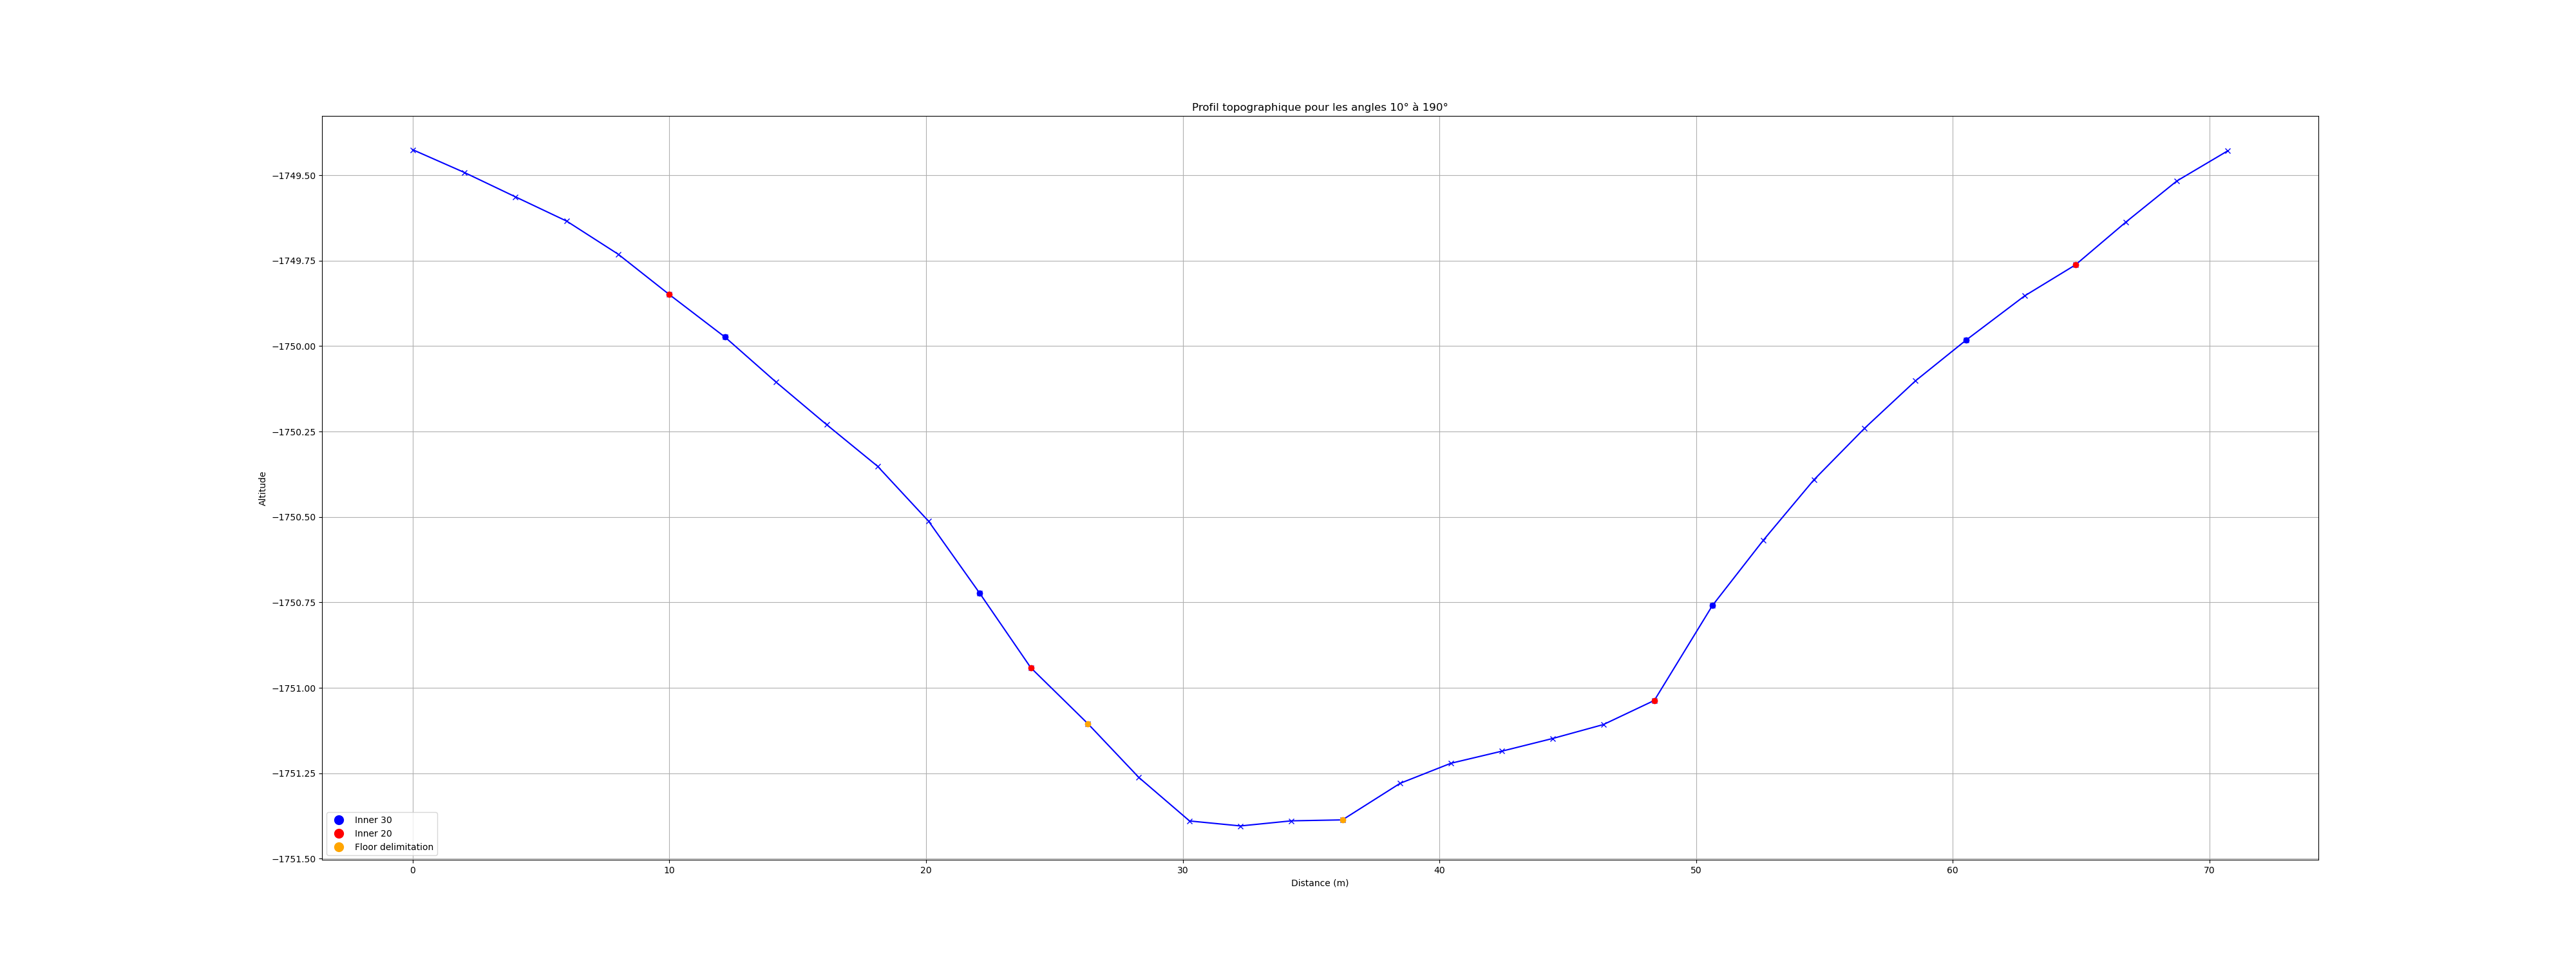 Profil topographique pour les angles 10° à 190°
Altitude
−1749.50
−1749.75
−1750.00
−1750.25
−1750.50
−1750.75
−1751.00
−1751.25
−1751.50
Inner 30
Inner 20
Floor delimitation
0 10 20 30 40 50 60 70
Distance (m)